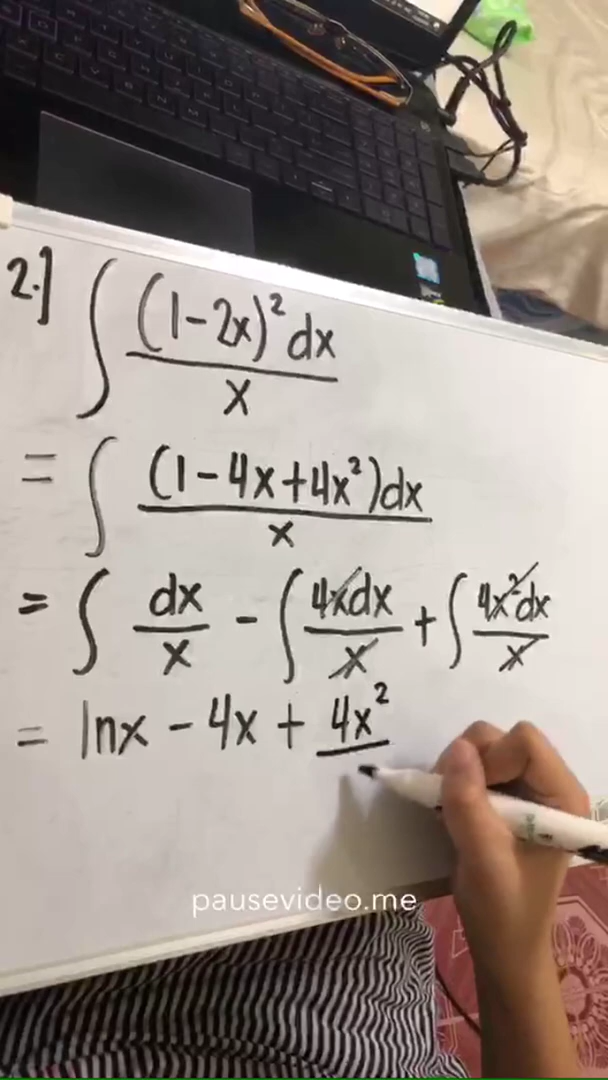 2.] ∫ (1-2x)² dx / x
= ∫ (1-4x+4x²)dx / x
= ∫ dx / x - ∫ 4xdx / x + ∫ 4x²dx / x
= lnx - 4x + 4x² /
pausevideo.me